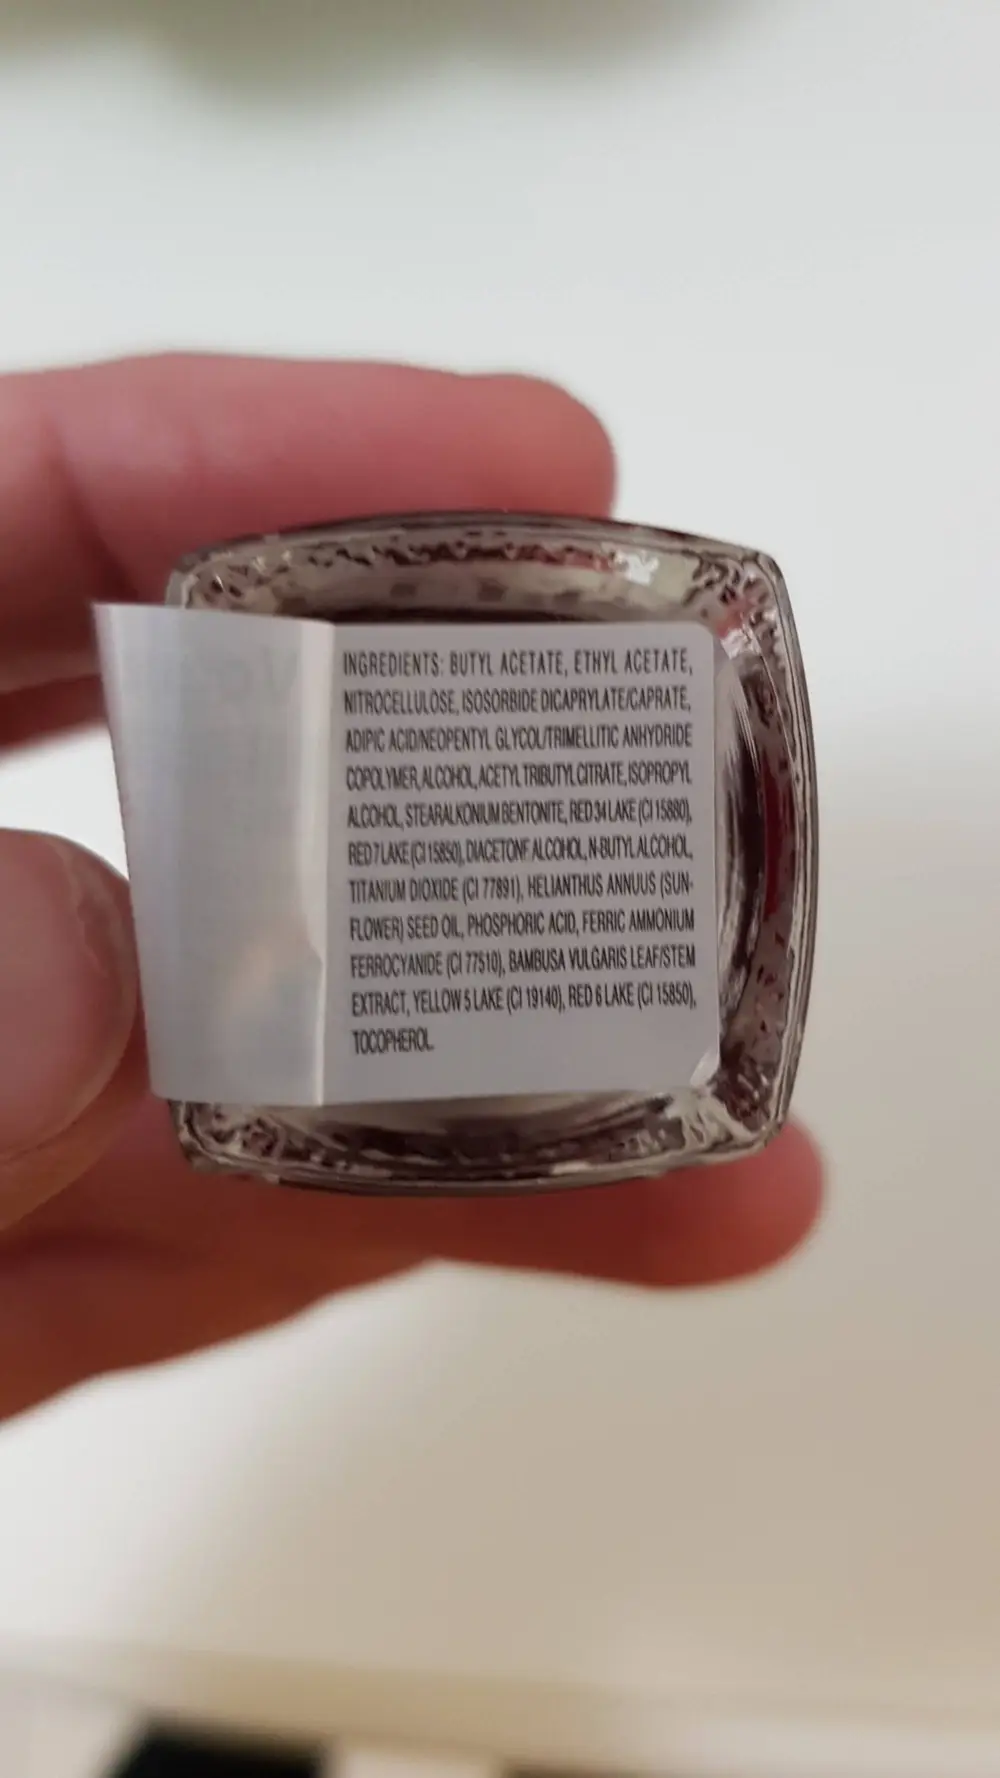 INGREDIENTS: BUTYL ACETATE, ETHYL ACETATE,
NITROCELLULOSE, ISOSORBIDE DICAPRYLATE/CAPRATE,
ADIPIC ACID/NEOPENTYL GLYCOL/TRIMELLITIC ANHYDRIDE
COPOLYMER, ALCOHOL, ACETYL TRIBUTYL CITRATE, ISOPROPYL
ALCOHOL, STEARALKONIUM BENTONITE, RED 34 LAKE (CI 15880),
RED 7 LAKE (CI 15850), DIACETONE ALCOHOL, N-BUTYL ALCOHOL,
TITANIUM DIOXIDE (CI 77891), HELIANTHUS ANNUUS (SUN-
FLOWER) SEED OIL, PHOSPHORIC ACID, FERRIC AMMONIUM
FERROCYANIDE (CI 77510), BAMBUSA VULGARIS LEAF/STEM
EXTRACT, YELLOW 5 LAKE (CI 19140), RED 6 LAKE (CI 15850),
TOCOPHEROL.